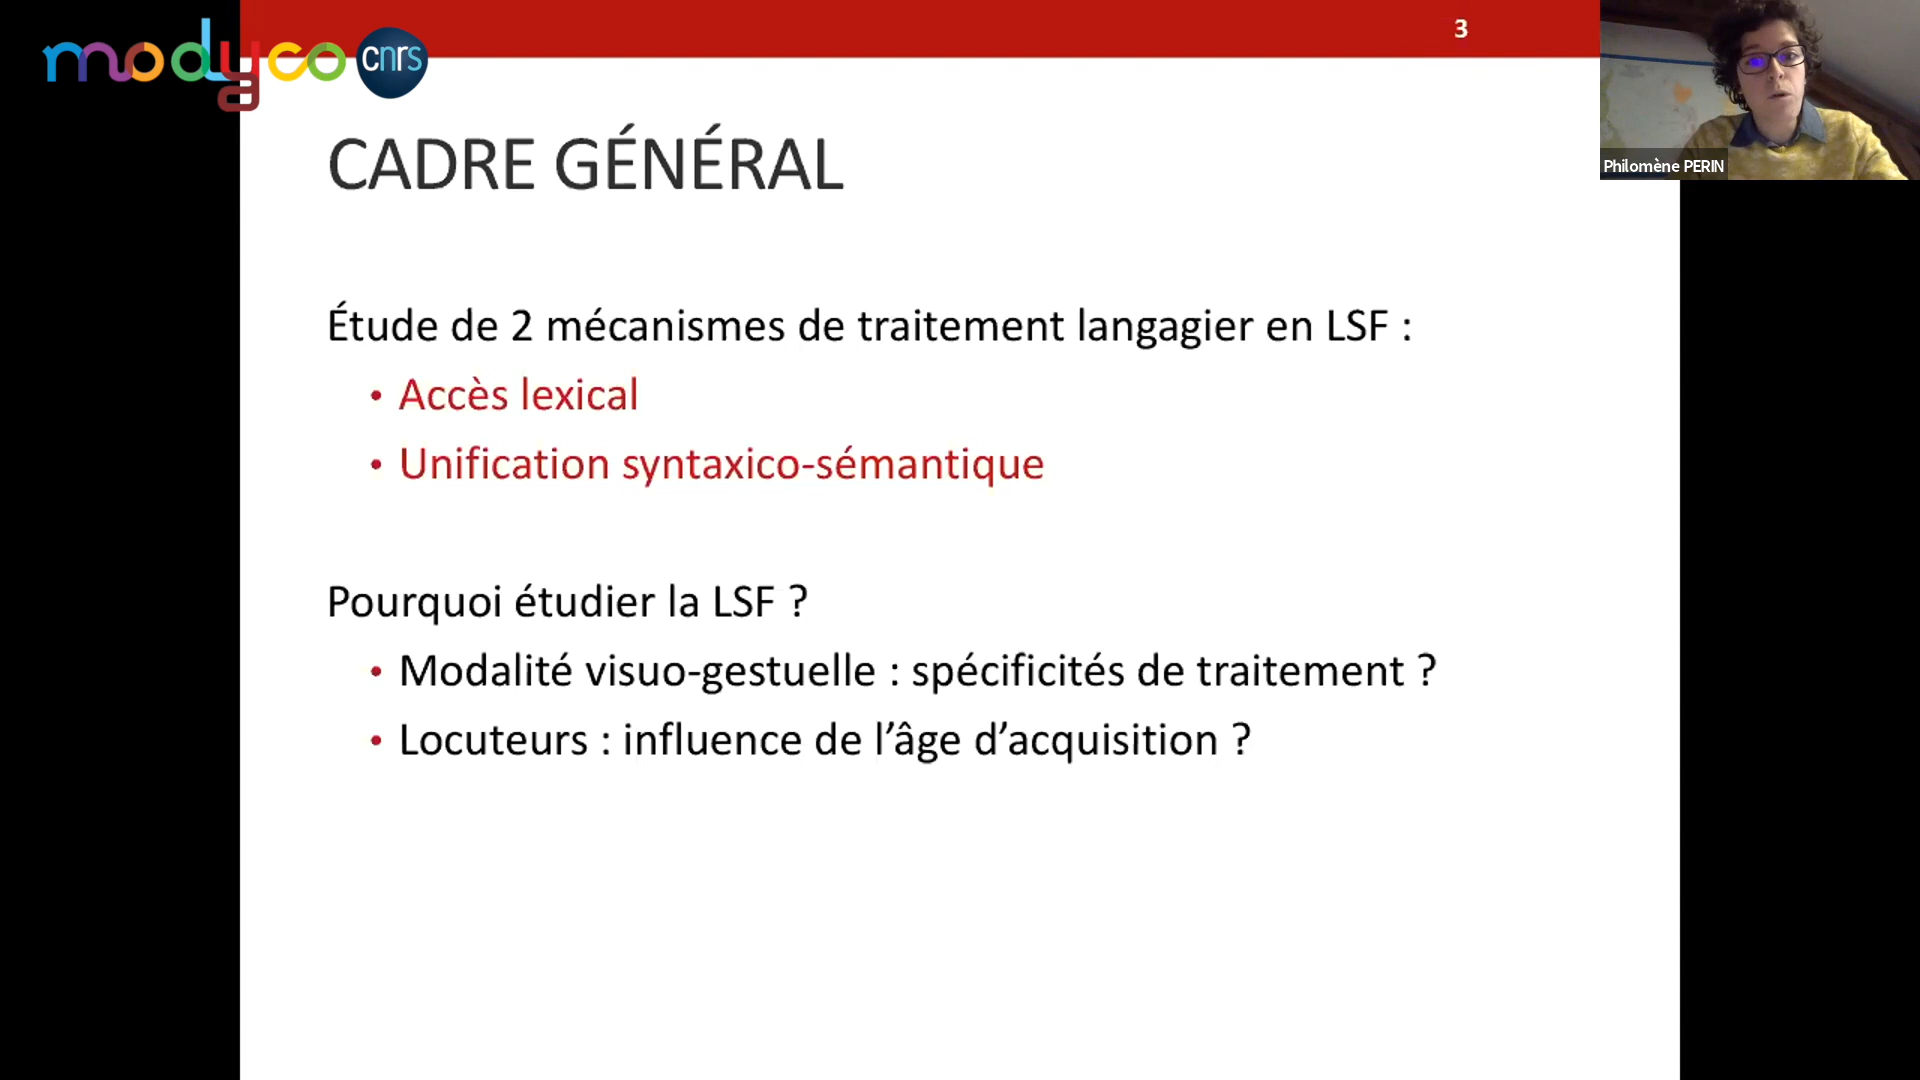 modyco
cnrs
3
Philomène PERIN
CADRE GÉNÉRAL
Étude de 2 mécanismes de traitement langagier en LSF :
• Accès lexical
• Unification syntaxico-sémantique
Pourquoi étudier la LSF ?
• Modalité visuo-gestuelle : spécificités de traitement ?
• Locuteurs : influence de l’âge d’acquisition ?